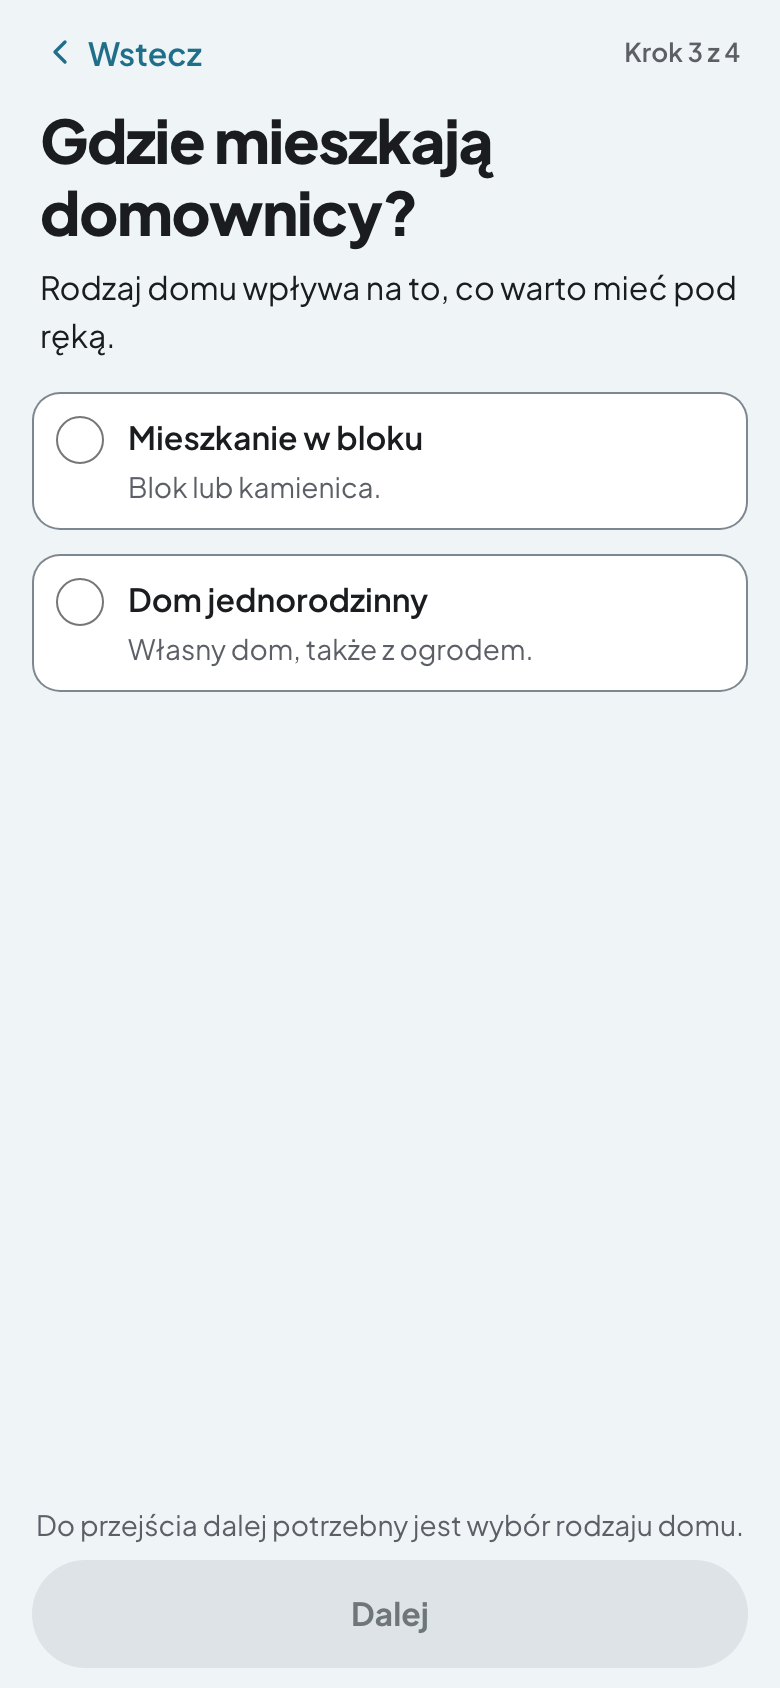 Wstecz
Krok 3 z 4
Gdzie mieszkają
domownicy?
Rodzaj domu wpływa na to, co warto mieć pod
ręką.
Mieszkanie w bloku
Blok lub kamienica.
Dom jednorodzinny
Własny dom, także z ogrodem.
Do przejścia dalej potrzebny jest wybór rodzaju domu.
Dalej